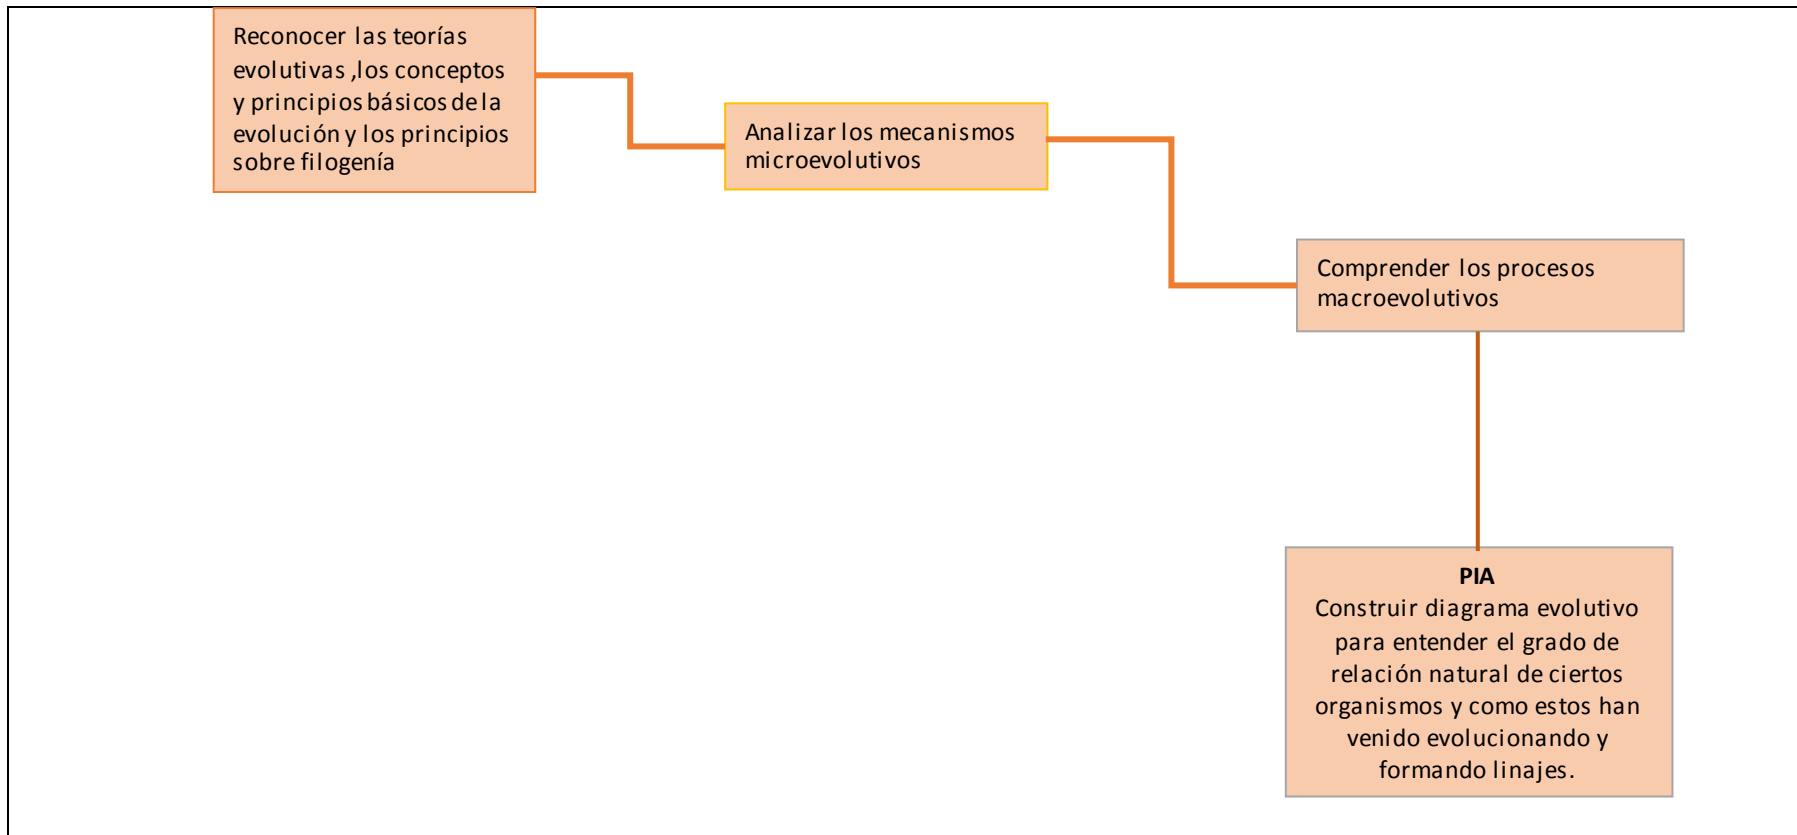 Reconocer las teorías
evolutivas ,los conceptos
y principios básicos de la
evolución y los principios
sobre filogenía
Analizar los mecanismos
microevolutivos
Comprender los procesos
macroevolutivos
PIA
Construir diagrama evolutivo
para entender el grado de
relación natural de ciertos
organismos y como estos han
venido evolucionando y
formando linajes.